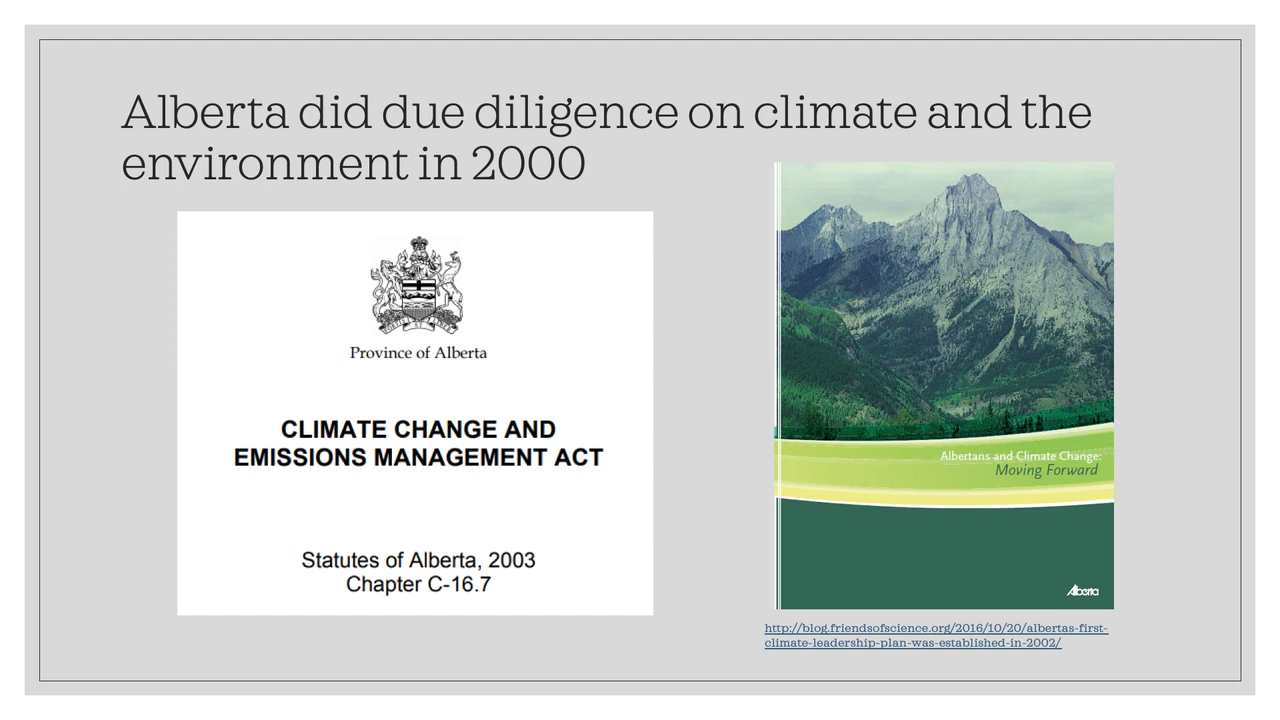 Alberta did due diligence on climate and the
environment in 2000
Province of Alberta
CLIMATE CHANGE AND
EMISSIONS MANAGEMENT ACT
Statutes of Alberta, 2003
Chapter C-16.7
Albertans and Climate Change:
Moving Forward
Alberta
http://blog.friendsofscience.org/2016/10/20/albertas-first-
climate-leadership-plan-was-established-in-2002/